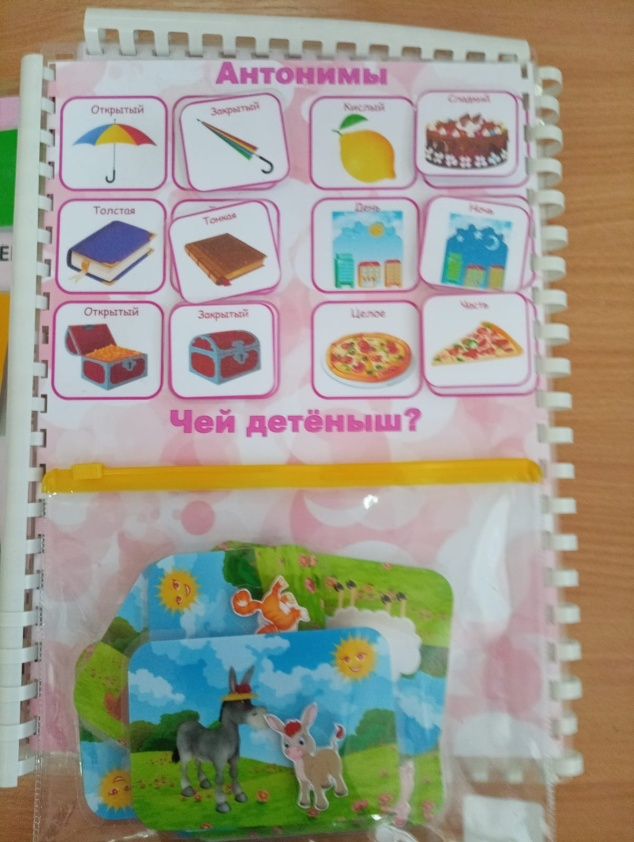 Антонимы
Открытый Закрытый Кислый Сладкий
Толстая Тонкая День Ночь
Открытый Закрытый Целое Часть
Чей детёныш?